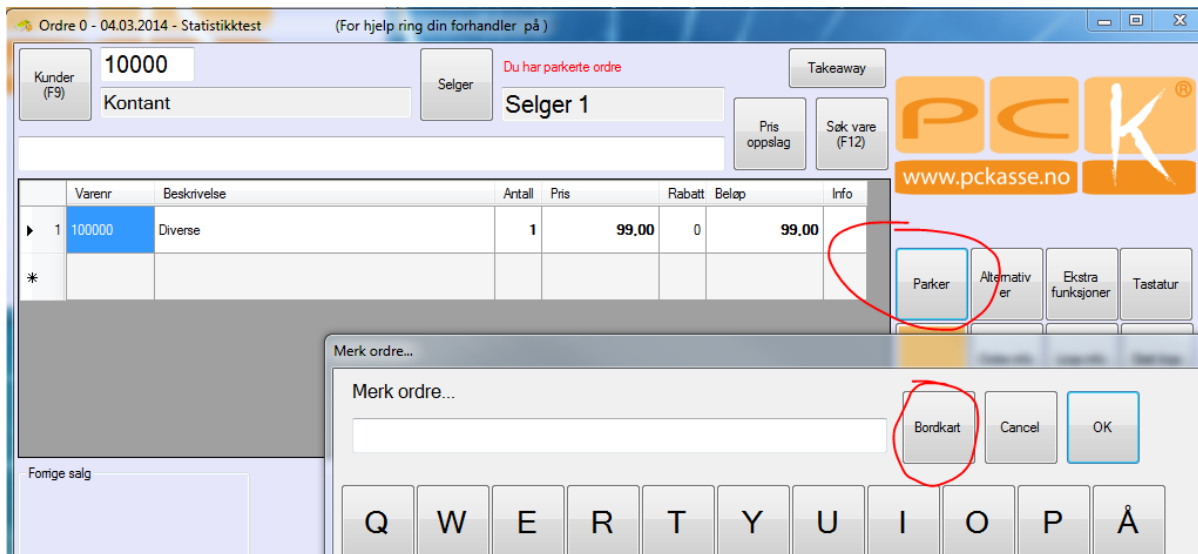 Ordre 0 - 04.03.2014 - Statistikktest (For hjelp ring din forhandler på )
Kunder (F9)
10000
Kontant
Selger
Du har parkerte ordre
Selger 1
Takeaway
Pris oppslag
Søk vare (F12)
PCK®
www.pckasse.no
Varenr Beskrivelse Antall Pris Rabatt Beløp Info
1 100000 Diverse 1 99,00 0 99,00
Parker
Alternativ er
Ekstra funksjoner
Tastatur
Merk ordre...
Merk ordre...
Bordkart
Cancel
OK
Forrige salg
Q W E R T Y U I O P Å